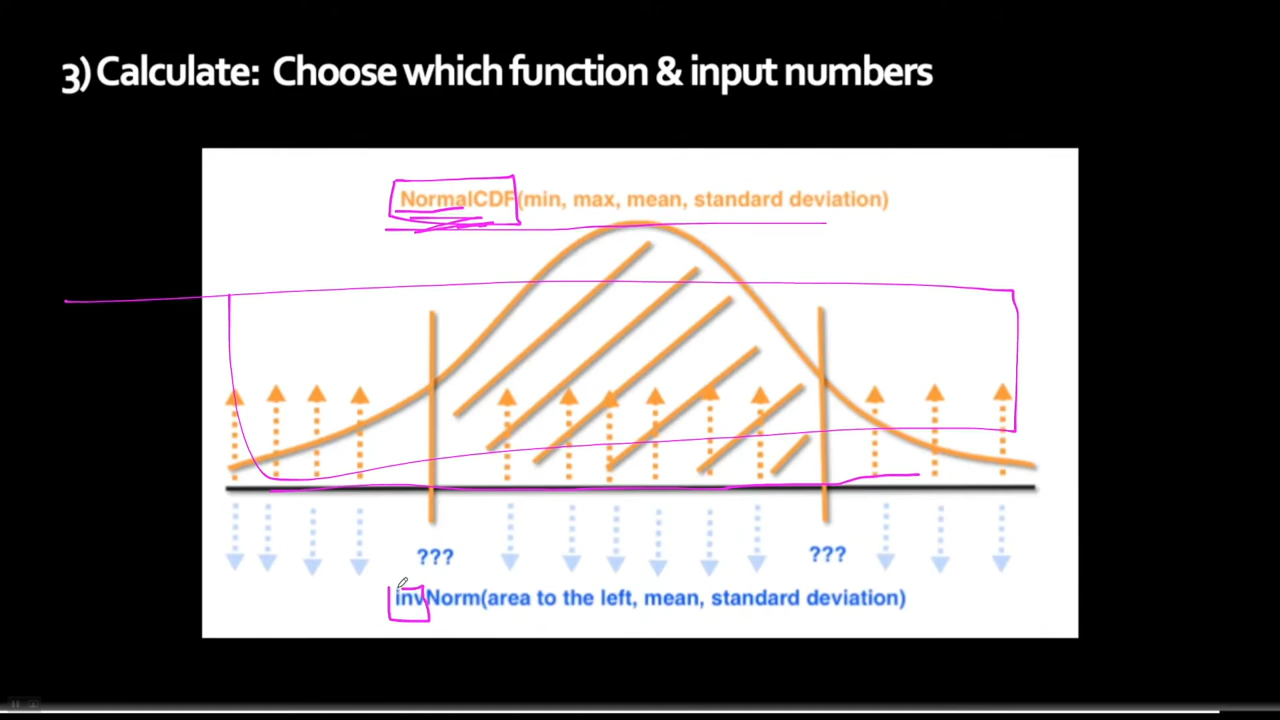 3) Calculate: Choose which function & input numbers
NormalCDF(min, max, mean, standard deviation)
??? ???
invNorm(area to the left, mean, standard deviation)